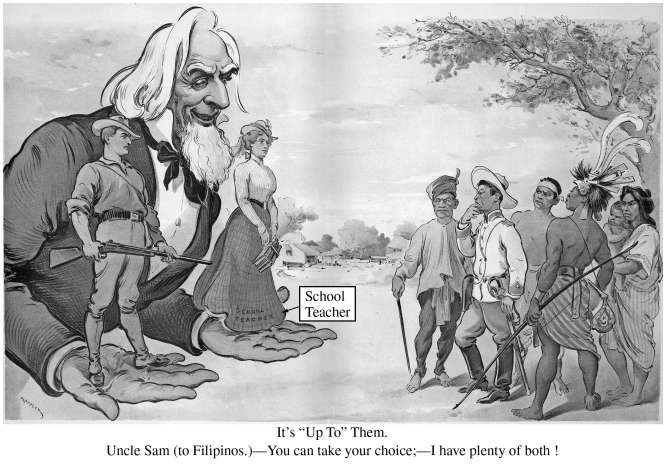 SCHOOL
TEACHER
School
Teacher
It's "Up To" Them.
Uncle Sam (to Filipinos.)—You can take your choice;—I have plenty of both !